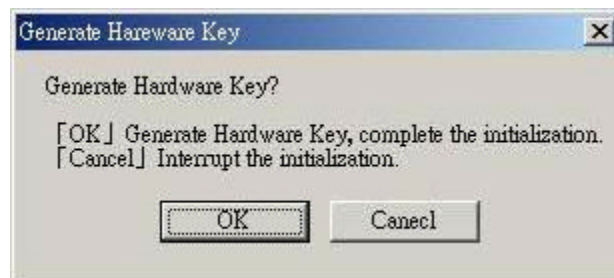 Generate Hareware Key
Generate Hardware Key?
「OK」 Generate Hardware Key, complete the initialization.
「Cancel」 Interrupt the initialization.
OK
Canecl